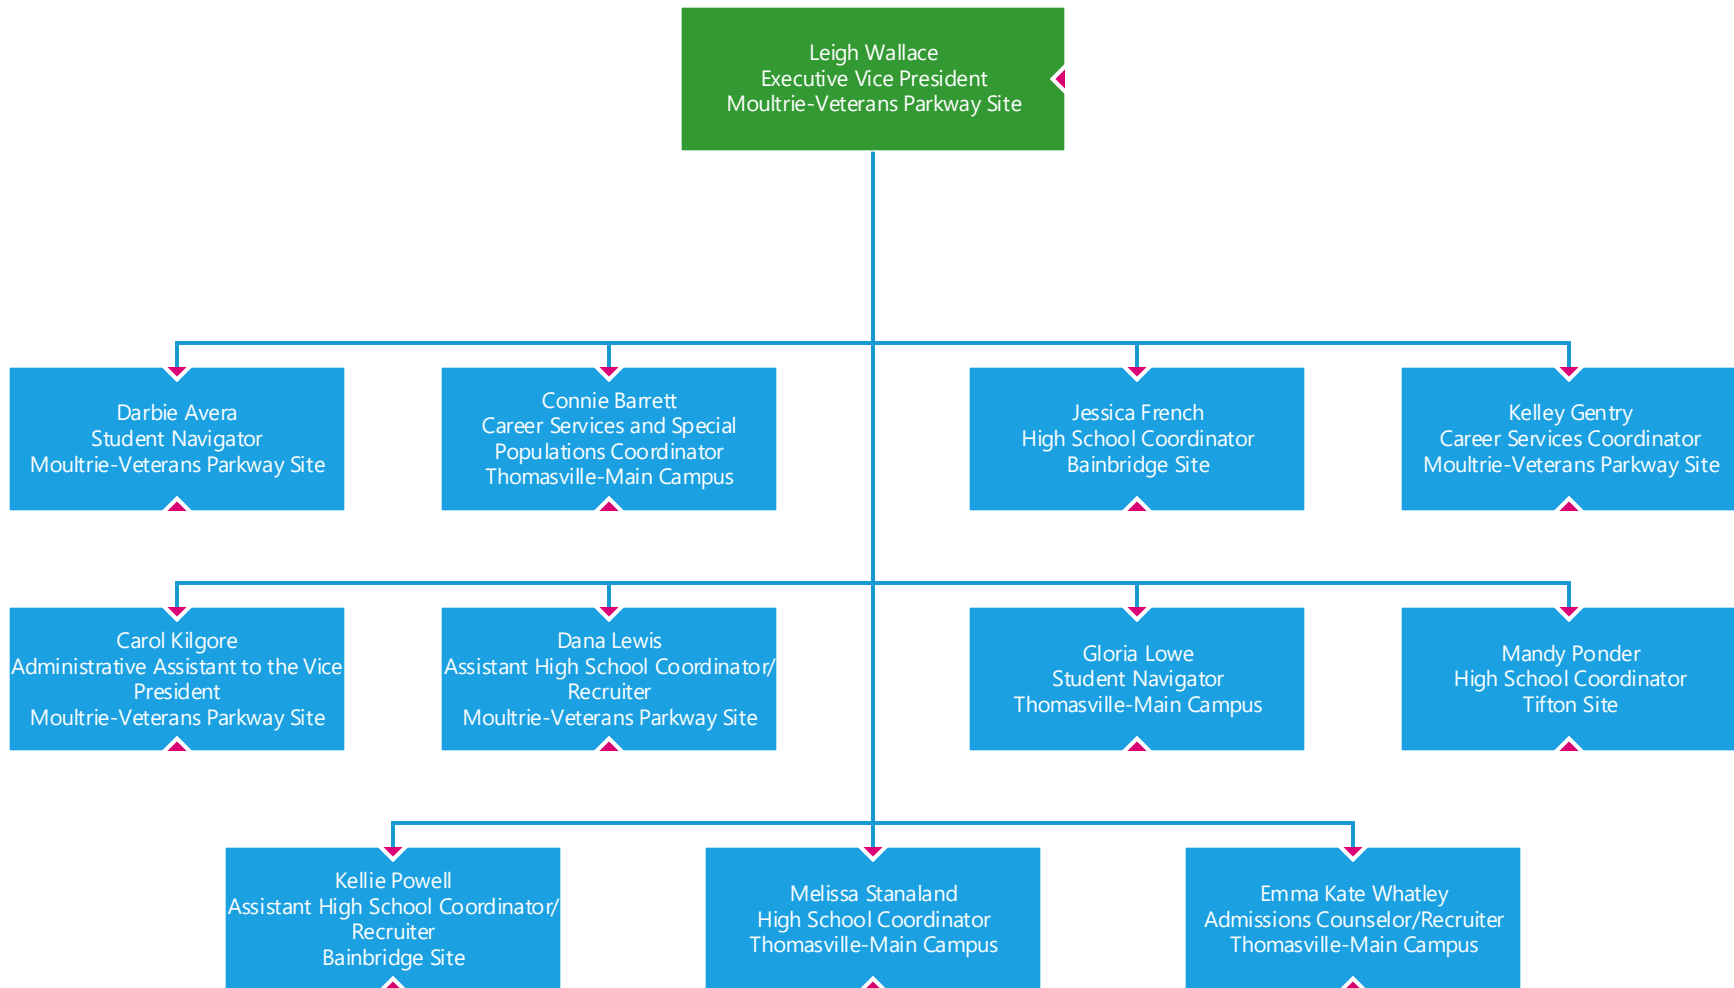 Leigh Wallace
Executive Vice President
Moultrie-Veterans Parkway Site
Darbie Avera
Student Navigator
Moultrie-Veterans Parkway Site
Connie Barrett
Career Services and Special
Populations Coordinator
Thomasville-Main Campus
Jessica French
High School Coordinator
Bainbridge Site
Kelley Gentry
Career Services Coordinator
Moultrie-Veterans Parkway Site
Carol Kilgore
Administrative Assistant to the Vice
President
Moultrie-Veterans Parkway Site
Dana Lewis
Assistant High School Coordinator/
Recruiter
Moultrie-Veterans Parkway Site
Gloria Lowe
Student Navigator
Thomasville-Main Campus
Mandy Ponder
High School Coordinator
Tifton Site
Kellie Powell
Assistant High School Coordinator/
Recruiter
Bainbridge Site
Melissa Stanaland
High School Coordinator
Thomasville-Main Campus
Emma Kate Whatley
Admissions Counselor/Recruiter
Thomasville-Main Campus